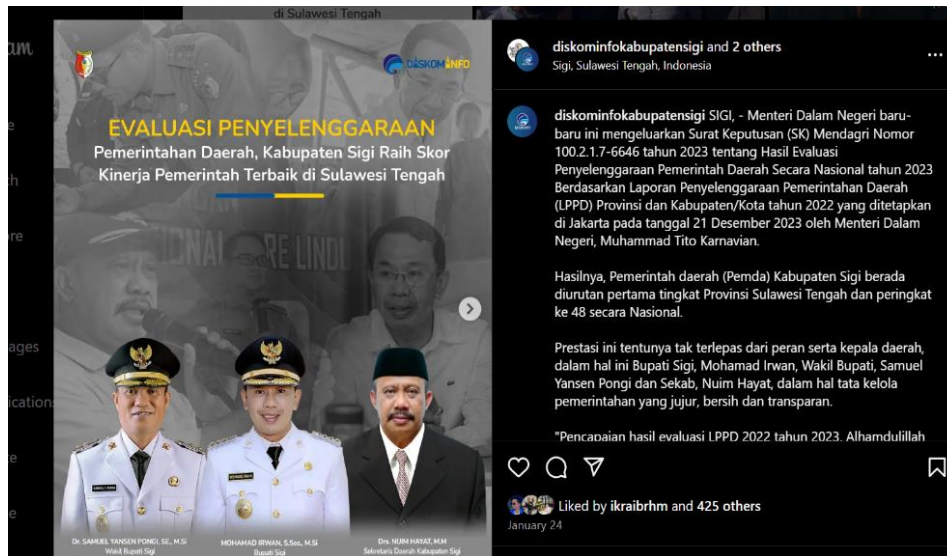 di Sulawesi Tengah
am
DISKOMINFO
EVALUASI PENYELENGGARAAN
Pemerintahan Daerah, Kabupaten Sigi Raih Skor
Kinerja Pemerintah Terbaik di Sulawesi Tengah
ore
ages
ications
Dr. SAMUEL YANSEN PONGI, SE., M.Si
Wakil Bupati Sigi
MOHAMAD IRWAN, S.Sos., M.Si
Bupati Sigi
Drs. NUIM HAYAT, M.M
Sekretaris Daerah Kabupaten Sigi
diskominfokabupatensigi and 2 others
Sigi, Sulawesi Tengah, Indonesia
diskominfokabupatensigi SIGI, - Menteri Dalam Negeri baru-
baru ini mengeluarkan Surat Keputusan (SK) Mendagri Nomor
100.2.1.7-6646 tahun 2023 tentang Hasil Evaluasi
Penyelenggaraan Pemerintah Daerah Secara Nasional tahun 2023
Berdasarkan Laporan Penyelenggaraan Pemerintahan Daerah
(LPPD) Provinsi dan Kabupaten/Kota tahun 2022 yang ditetapkan
di Jakarta pada tanggal 21 Desember 2023 oleh Menteri Dalam
Negeri, Muhammad Tito Karnavian.
Hasilnya, Pemerintah daerah (Pemda) Kabupaten Sigi berada
diurutan pertama tingkat Provinsi Sulawesi Tengah dan peringkat
ke 48 secara Nasional.
Prestasi ini tentunya tak terlepas dari peran serta kepala daerah,
dalam hal ini Bupati Sigi, Mohamad Irwan, Wakil Bupati, Samuel
Yansen Pongi dan Sekab, Nuim Hayat, dalam hal tata kelola
pemerintahan yang jujur, bersih dan transparan.
"Pencapaian hasil evaluasi LPPD 2022 tahun 2023. Alhamdulillah
Liked by ikraibrhm and 425 others
January 24